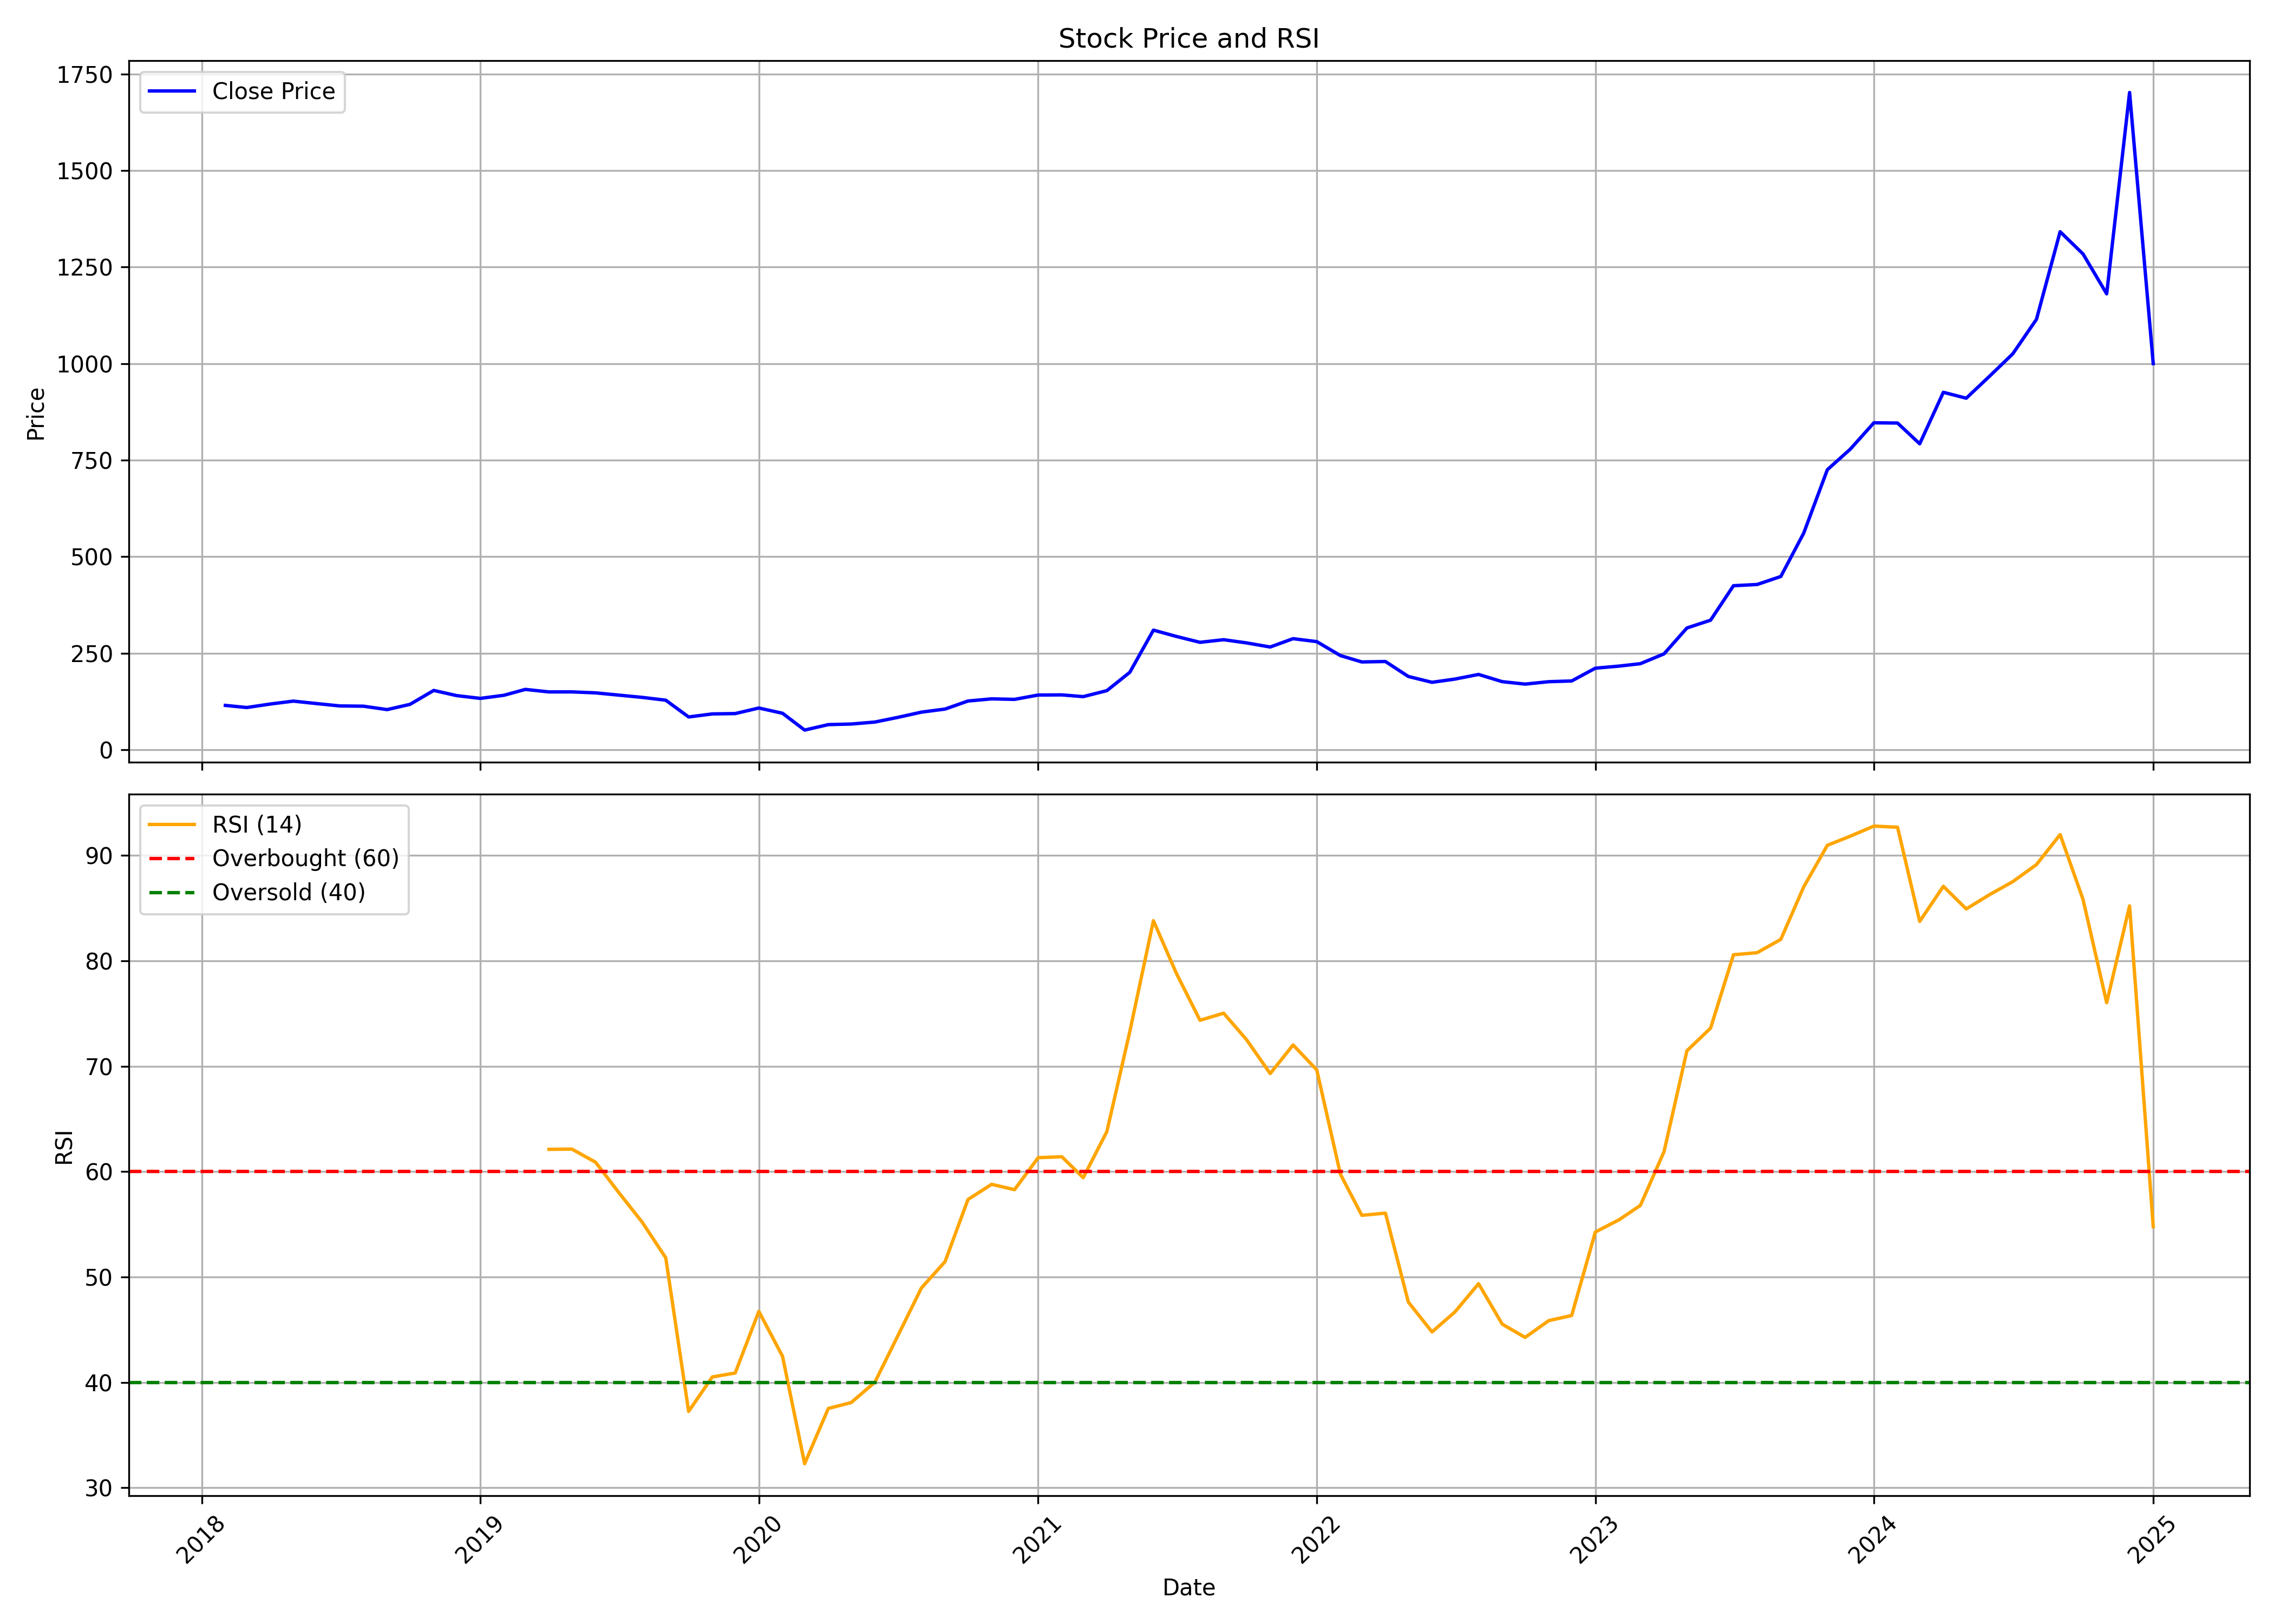 Stock Price and RSI
1750
1500
1250
1000
750
500
250
0
Price
Close Price
90
80
70
60
50
40
30
RSI
RSI (14)
Overbought (60)
Oversold (40)
2018
2019
2020
2021
2022
2023
2024
2025
Date